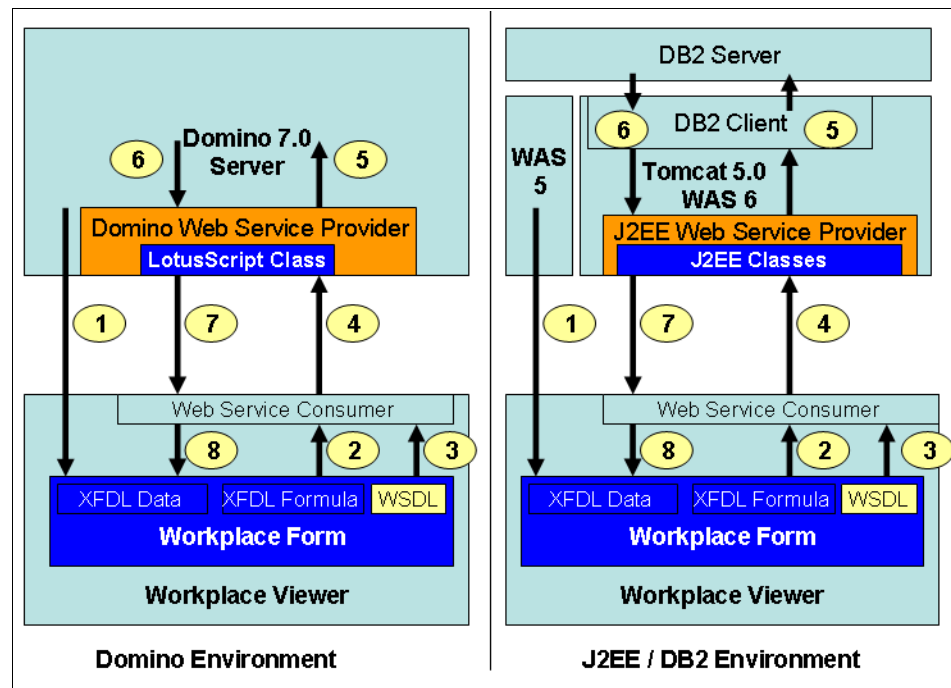 6
Domino 7.0
Server
5
Domino Web Service Provider
LotusScript Class
1
7
4
Web Service Consumer
8
2
3
XFDL Data
XFDL Formula
WSDL
Workplace Form
Workplace Viewer
Domino Environment
DB2 Server
WAS
5
6
DB2 Client
5
Tomcat 5.0
WAS 6
J2EE Web Service Provider
J2EE Classes
1
7
4
Web Service Consumer
8
2
3
XFDL Data
XFDL Formula
WSDL
Workplace Form
Workplace Viewer
J2EE / DB2 Environment